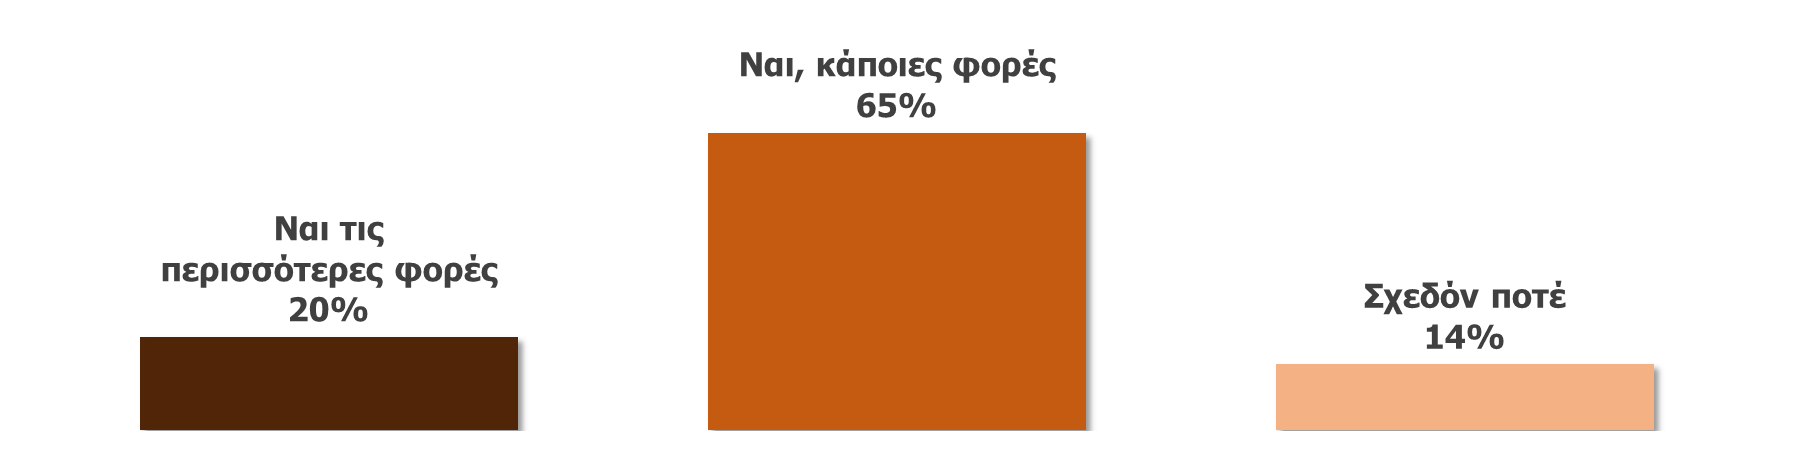 Ναι τις
περισσότερες φορές
20%
Ναι, κάποιες φορές
65%
Σχεδόν ποτέ
14%